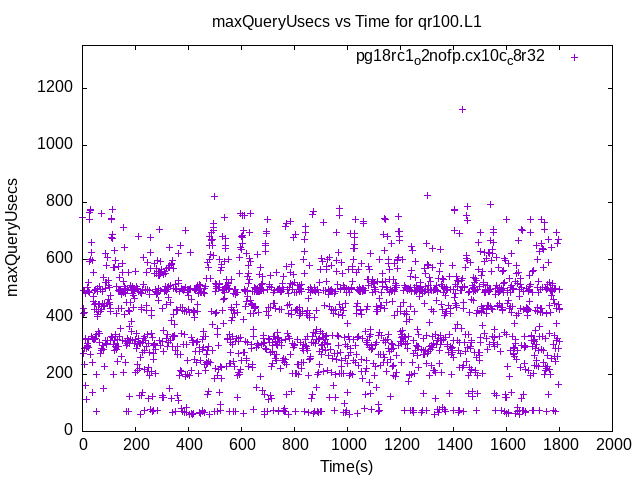 maxQueryUsecs vs Time for qr100.L1
pg18rc1_o2nofp.cx10c_c8r32
1200
1000
800
600
400
200
0
maxQueryUsecs
0 200 400 600 800 1000 1200 1400 1600 1800 2000
Time(s)